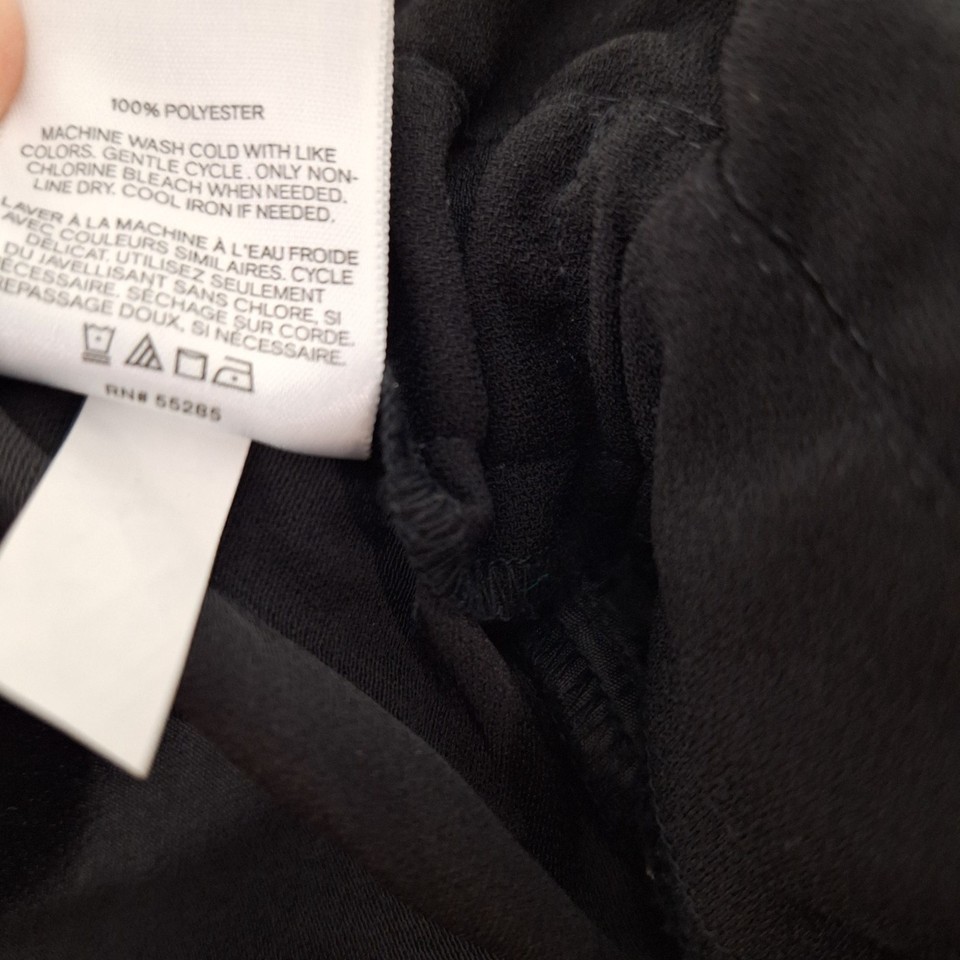 100% POLYESTER
MACHINE WASH COLD WITH LIKE
COLORS. GENTLE CYCLE. ONLY NON-
CHLORINE BLEACH WHEN NEEDED.
LINE DRY. COOL IRON IF NEEDED.
LAVER À LA MACHINE À L'EAU FROIDE
AVEC COULEURS SIMILAIRES. CYCLE
DÉLICAT. UTILISEZ SEULEMENT
DU JAVELLISANT SANS CHLORE, SI
NÉCESSAIRE. SÉCHAGE SUR CORDE.
REPASSAGE DOUX, SI NÉCESSAIRE.
RN# 55285